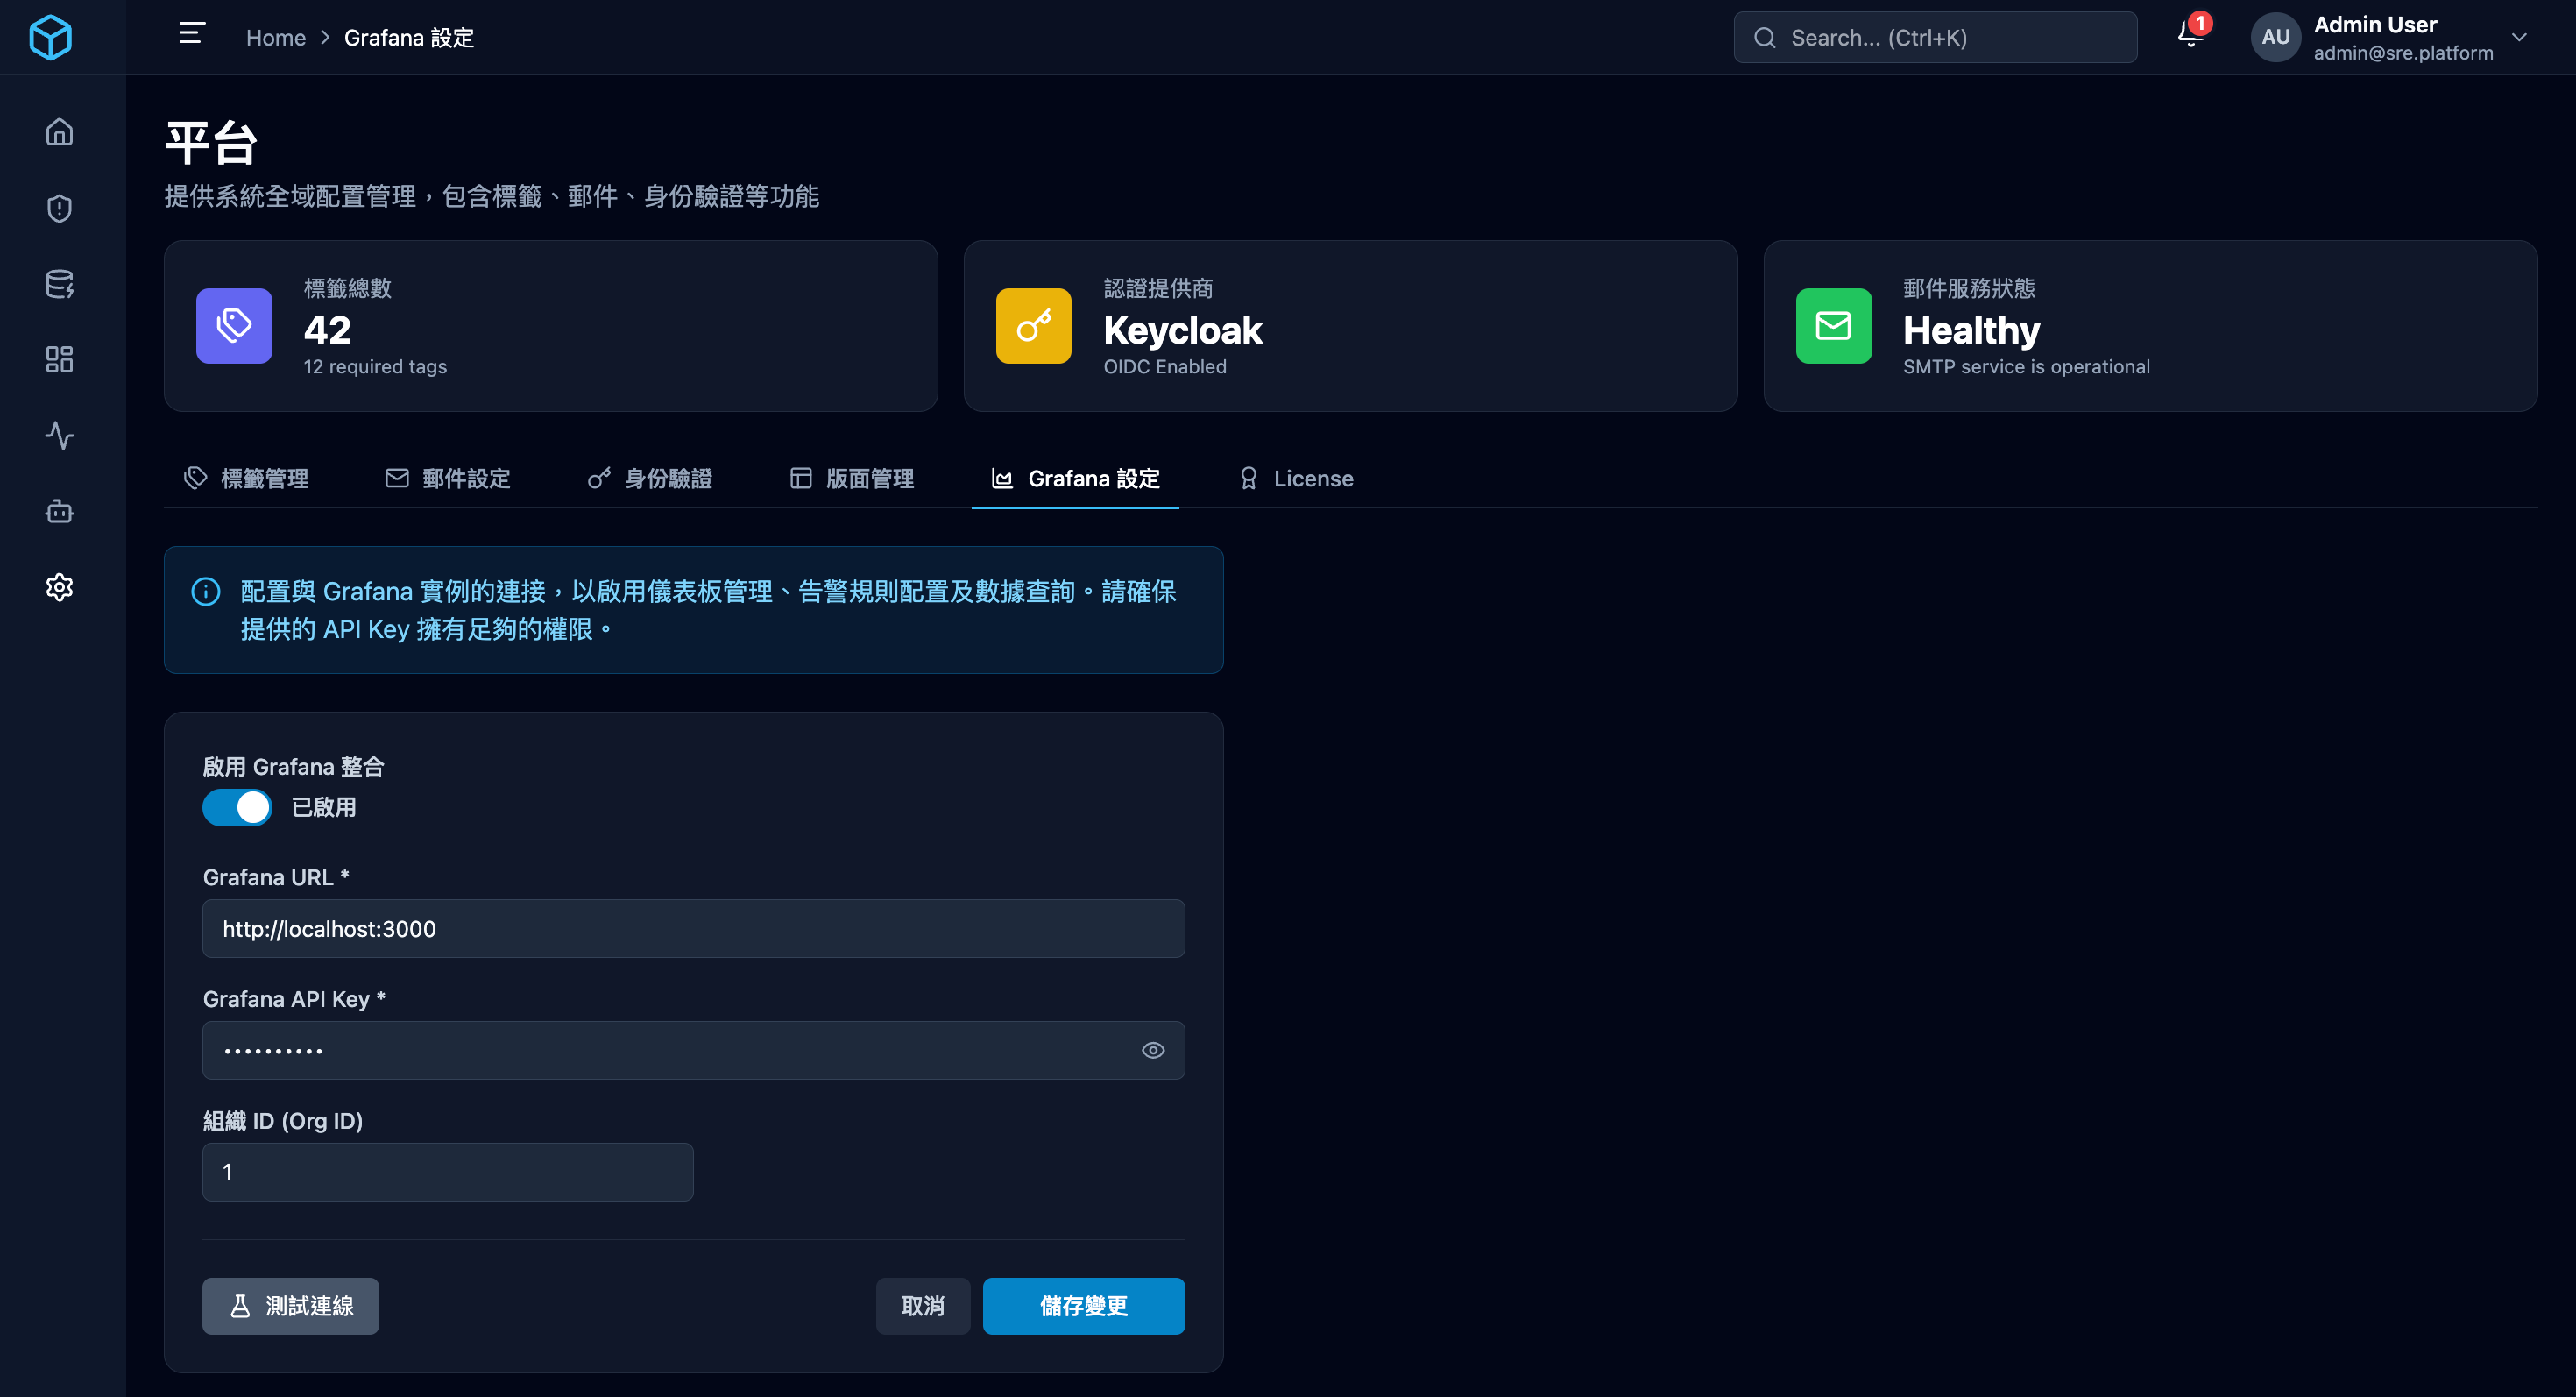 Home > Grafana 設定
Search... (Ctrl+K)
1
AU
Admin User
admin@sre.platform
平台
提供系統全域配置管理，包含標籤、郵件、身份驗證等功能
標籤總數
42
12 required tags
認證提供商
Keycloak
OIDC Enabled
郵件服務狀態
Healthy
SMTP service is operational
標籤管理
郵件設定
身份驗證
版面管理
Grafana 設定
License
配置與 Grafana 實例的連接，以啟用儀表板管理、告警規則配置及數據查詢。請確保
提供的 API Key 擁有足夠的權限。
啟用 Grafana 整合
已啟用
Grafana URL *
http://localhost:3000
Grafana API Key *
••••••••••
組織 ID (Org ID)
1
測試連線
取消
儲存變更